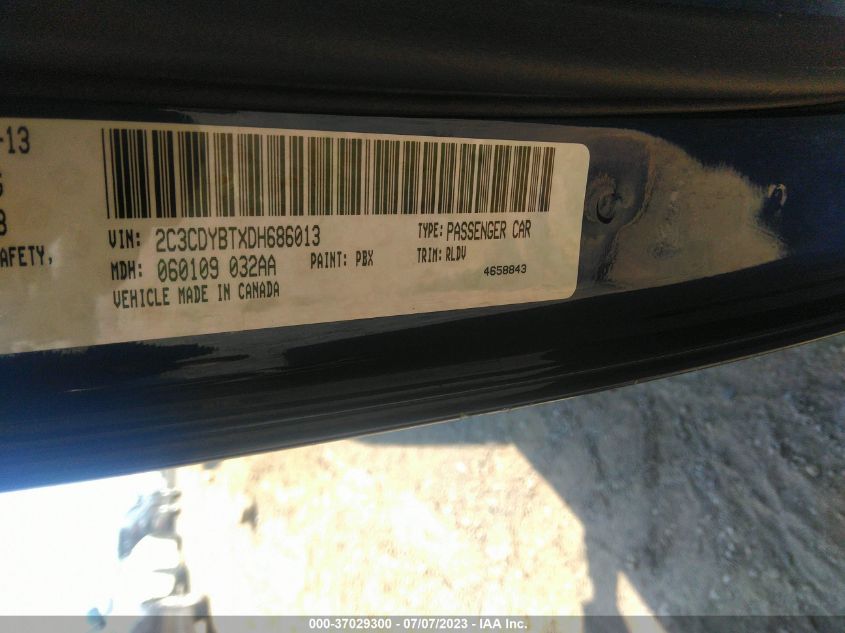 -13
8
AFETY,
VIN: 2C3CDYBTXDH686013 TYPE: PASSENGER CAR
MDH: 060109 032AA PAINT: PBX TRIM: RLDV
VEHICLE MADE IN CANADA 4658843
000-37029300 - 07/07/2023 - IAA Inc.